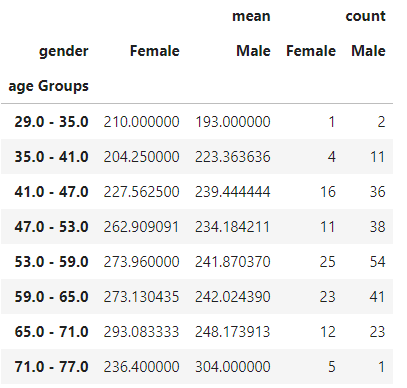 mean count
gender Female Male Female Male
age Groups
29.0 - 35.0 210.000000 193.000000 1 2
35.0 - 41.0 204.250000 223.363636 4 11
41.0 - 47.0 227.562500 239.444444 16 36
47.0 - 53.0 262.909091 234.184211 11 38
53.0 - 59.0 273.960000 241.870370 25 54
59.0 - 65.0 273.130435 242.024390 23 41
65.0 - 71.0 293.083333 248.173913 12 23
71.0 - 77.0 236.400000 304.000000 5 1